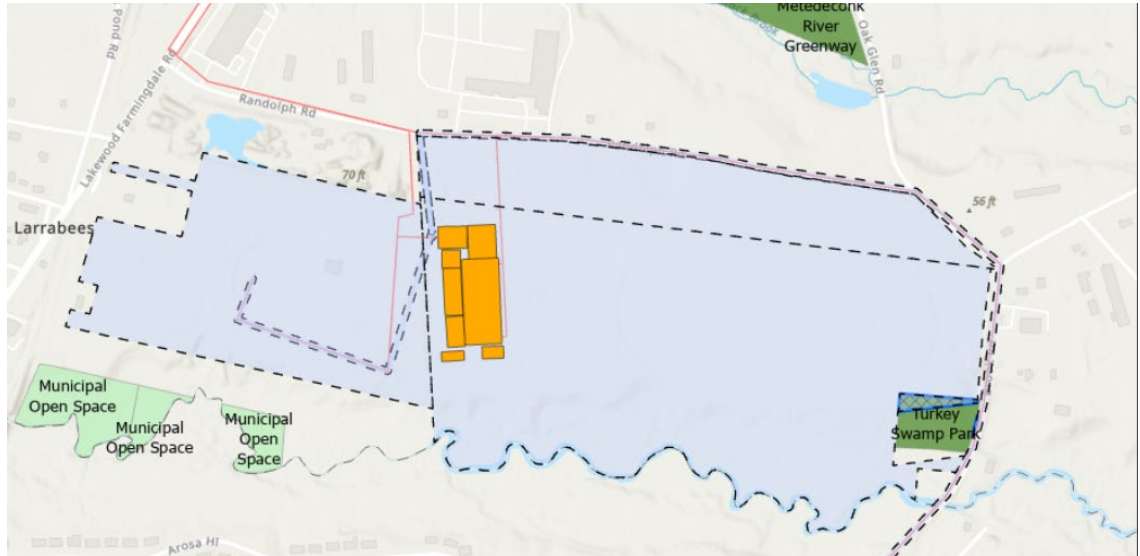 Metedeconk
River
Greenway
Brook
Oak Glen Rd
Pond Rd
Lakewood Farmingdale Rd
Randolph Rd
70 ft
56 ft
Larrabees
Municipal
Open Space
Municipal
Open Space
Municipal
Open
Space
Turkey
Swamp Park
Arosa Hl